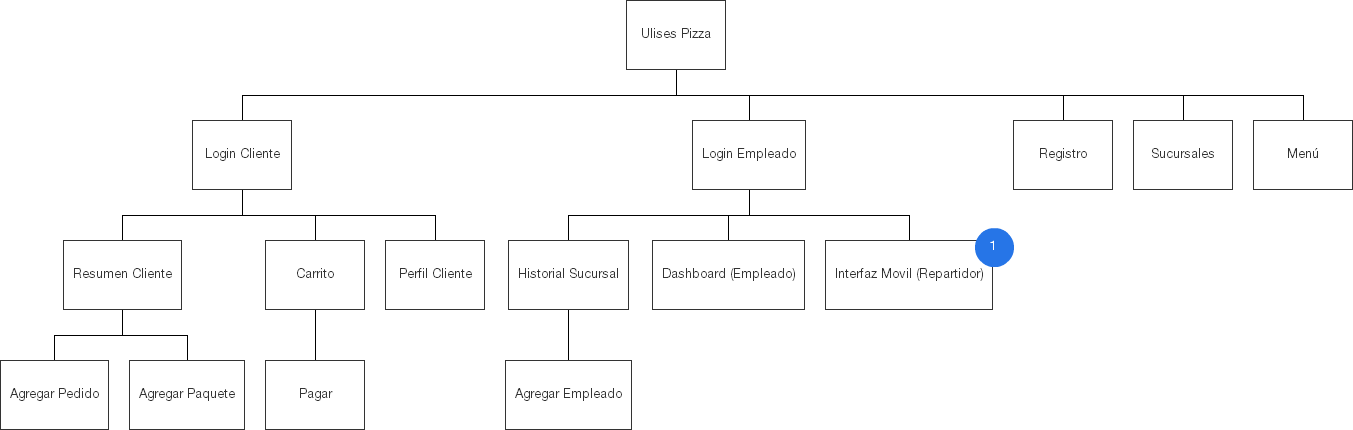 Ulises Pizza
Login Cliente
Login Empleado
Registro
Sucursales
Menú
Resumen Cliente
Carrito
Perfil Cliente
Historial Sucursal
Dashboard (Empleado)
Interfaz Movil (Repartidor)
1
Agregar Pedido
Agregar Paquete
Pagar
Agregar Empleado